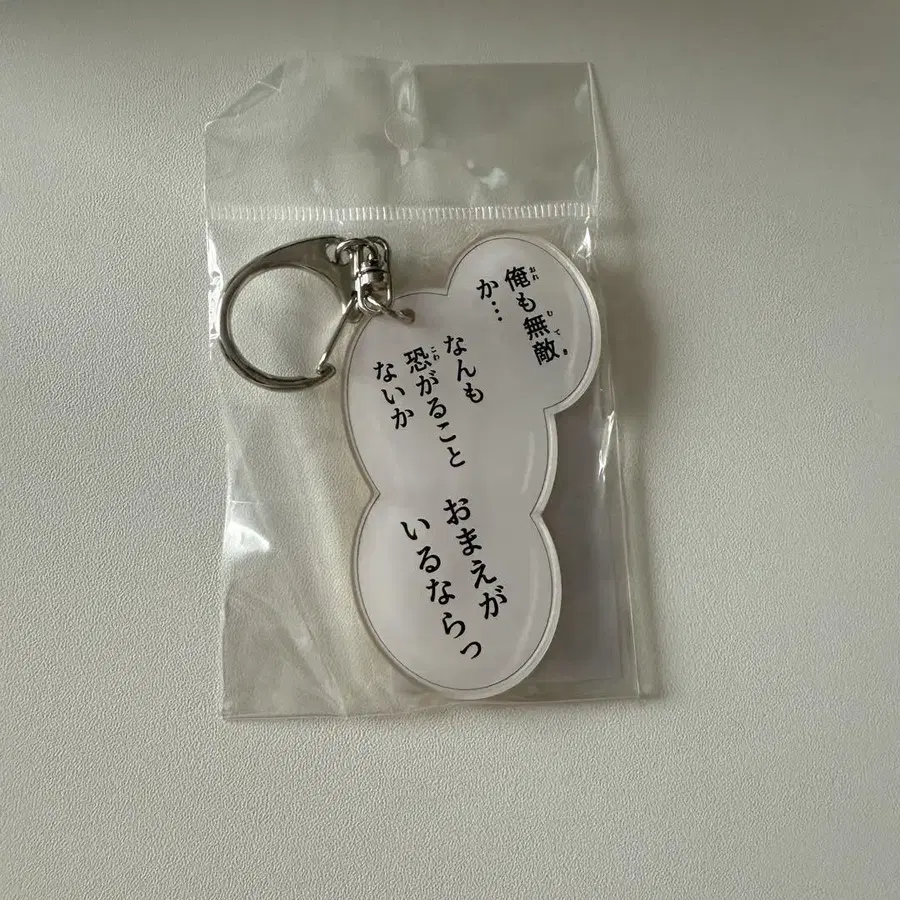 俺も無敵
か…
なんも
恐がること
ないか
おまえが
いるならっ